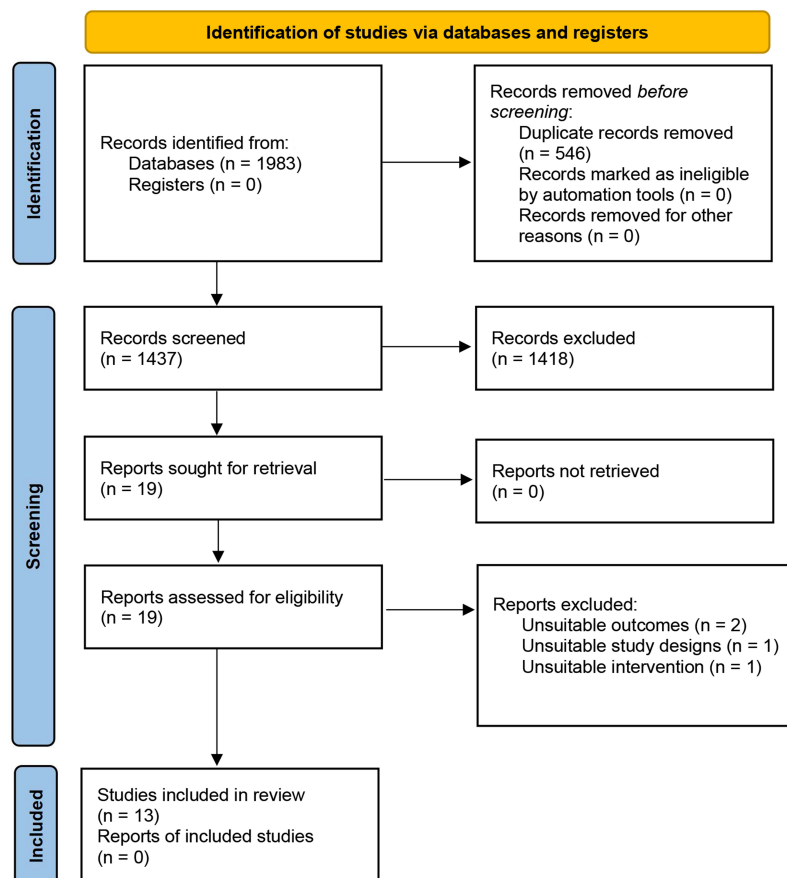 Identification of studies via databases and registers
Identification
Records identified from:
Databases (n = 1983)
Registers (n = 0)
Records removed before
screening:
Duplicate records removed
(n = 546)
Records marked as ineligible
by automation tools (n = 0)
Records removed for other
reasons (n = 0)
Screening
Records screened
(n = 1437)
Records excluded
(n = 1418)
Reports sought for retrieval
(n = 19)
Reports not retrieved
(n = 0)
Reports assessed for eligibility
(n = 19)
Reports excluded:
Unsuitable outcomes (n = 2)
Unsuitable study designs (n = 1)
Unsuitable intervention (n = 1)
Included
Studies included in review
(n = 13)
Reports of included studies
(n = 0)